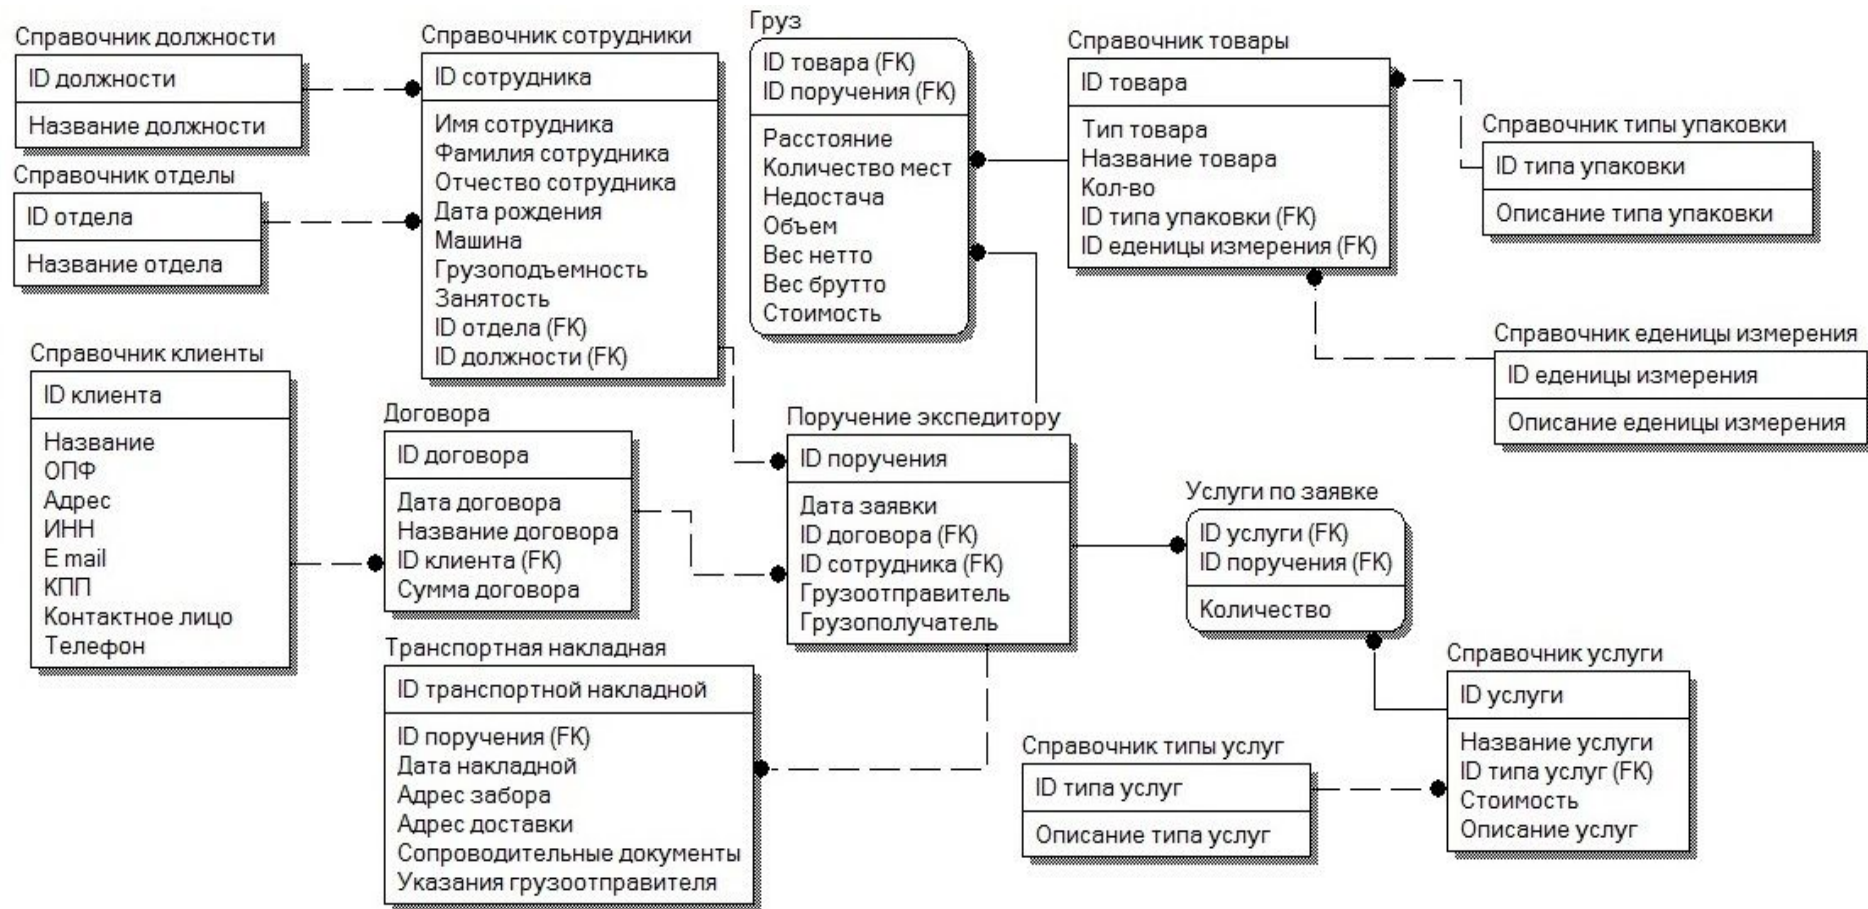 Справочник должности
ID должности
Название должности
Справочник отделы
ID отдела
Название отдела
Справочник сотрудники
ID сотрудника
Имя сотрудника
Фамилия сотрудника
Отчество сотрудника
Дата рождения
Машина
Грузоподъемность
Занятость
ID отдела (FK)
ID должности (FK)
Груз
ID товара (FK)
ID поручения (FK)
Расстояние
Количество мест
Недостача
Объем
Вес нетто
Вес брутто
Стоимость
Справочник товары
ID товара
Тип товара
Название товара
Кол-во
ID типа упаковки (FK)
ID еденицы измерения (FK)
Справочник типы упаковки
ID типа упаковки
Описание типа упаковки
Справочник еденицы измерения
ID еденицы измерения
Описание еденицы измерения
Справочник клиенты
ID клиента
Название
ОПФ
Адрес
ИНН
E mail
КПП
Контактное лицо
Телефон
Договора
ID договора
Дата договора
Название договора
ID клиента (FK)
Сумма договора
Поручение экспедитору
ID поручения
Дата заявки
ID договора (FK)
ID сотрудника (FK)
Грузоотправитель
Грузополучатель
Услуги по заявке
ID услуги (FK)
ID поручения (FK)
Количество
Транспортная накладная
ID транспортной накладной
ID поручения (FK)
Дата накладной
Адрес забора
Адрес доставки
Сопроводительные документы
Указания грузоотправителя
Справочник типы услуг
ID типа услуг
Описание типа услуг
Справочник услуги
ID услуги
Название услуги
ID типа услуг (FK)
Стоимость
Описание услуг